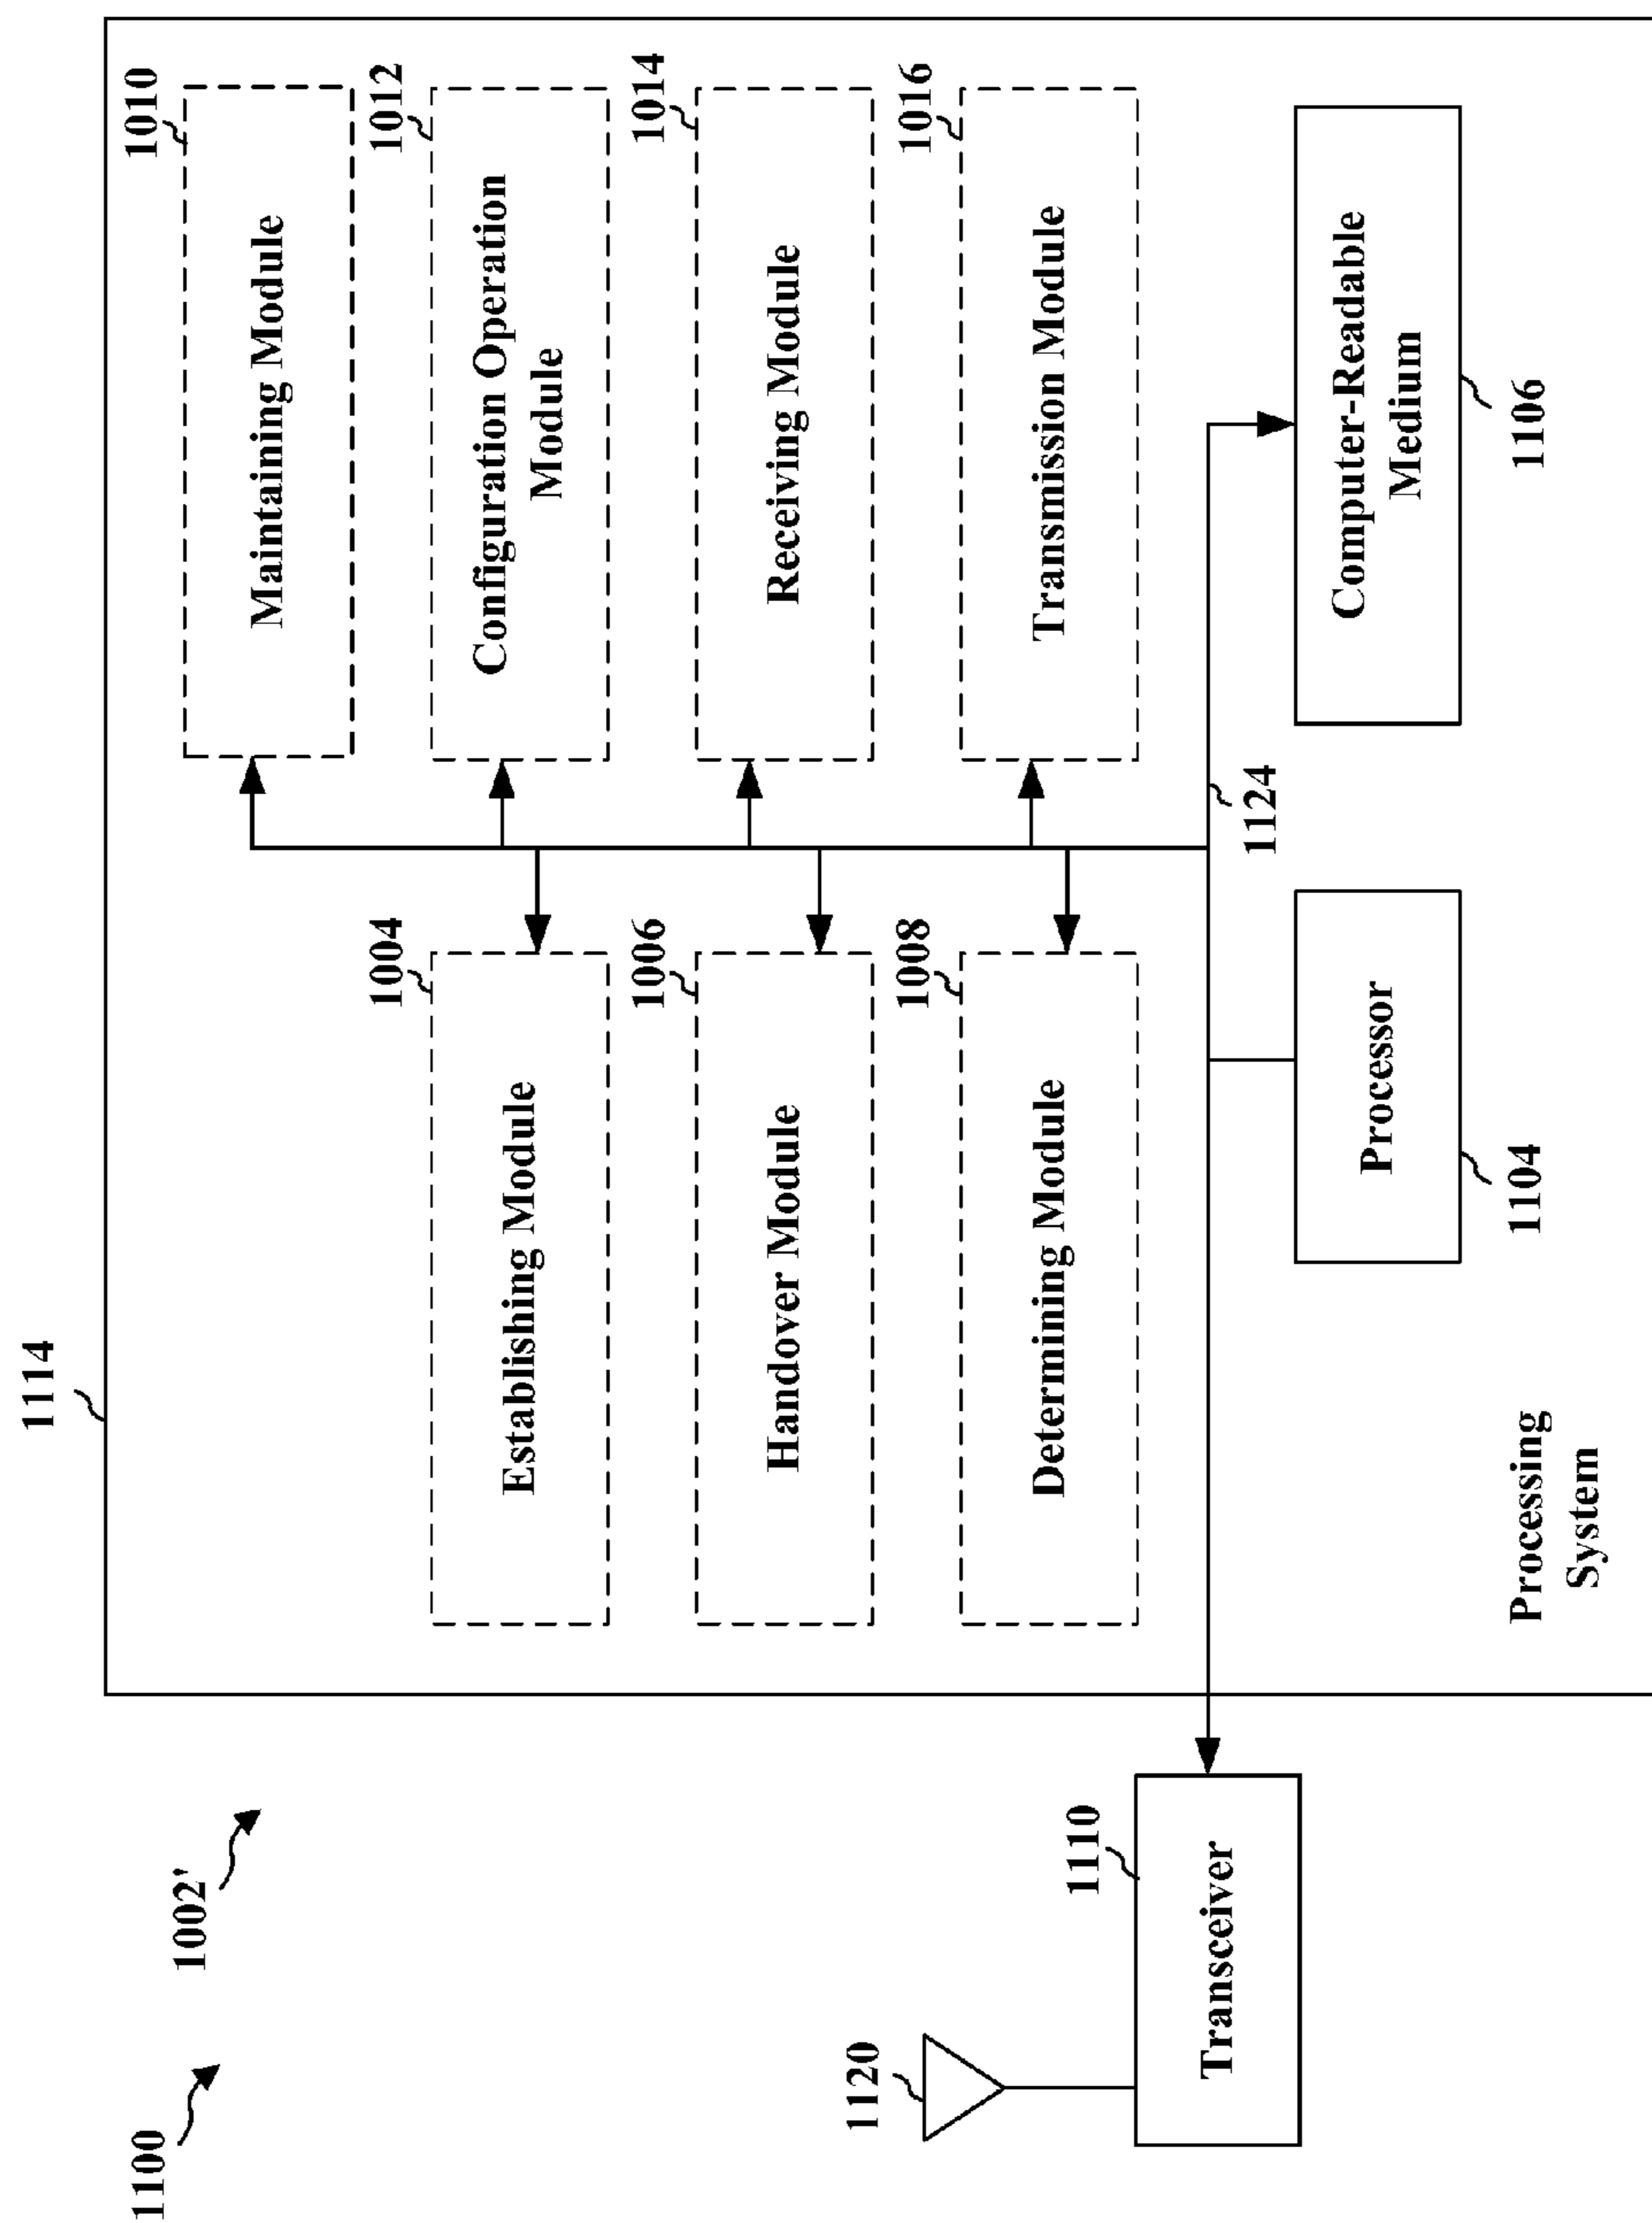 1100
1002'
1114
1010
Maintaining Module
1004
Establishing Module
1012
Configuration Operation
Module
1006
Handover Module
1014
Receiving Module
1008
Determining Module
1016
Transmission Module
1120
1110
Transceiver
1124
Processor
1104
Computer-Readable
Medium
1106
Processing
System